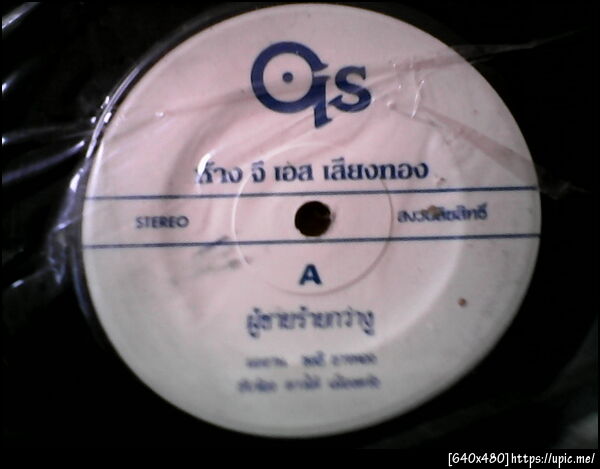 GS
ห้าง จี เอส เสียงทอง
STEREO
สงวนลิขสิทธิ์
A
ผู้ชายร้ายกว่างู
[640x480]https://upic.me/